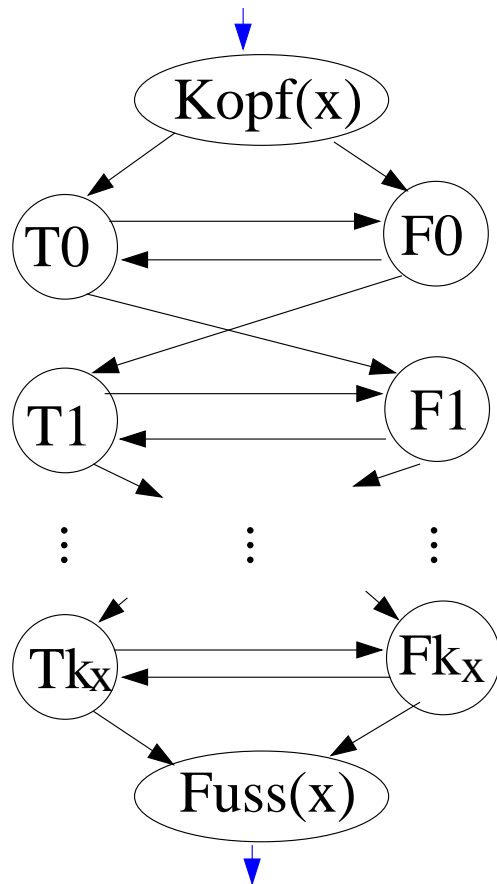 Kopf(x)
T0 F0
T1 F1
⋮ ⋮ ⋮
Tkx Fkx
Fuss(x)